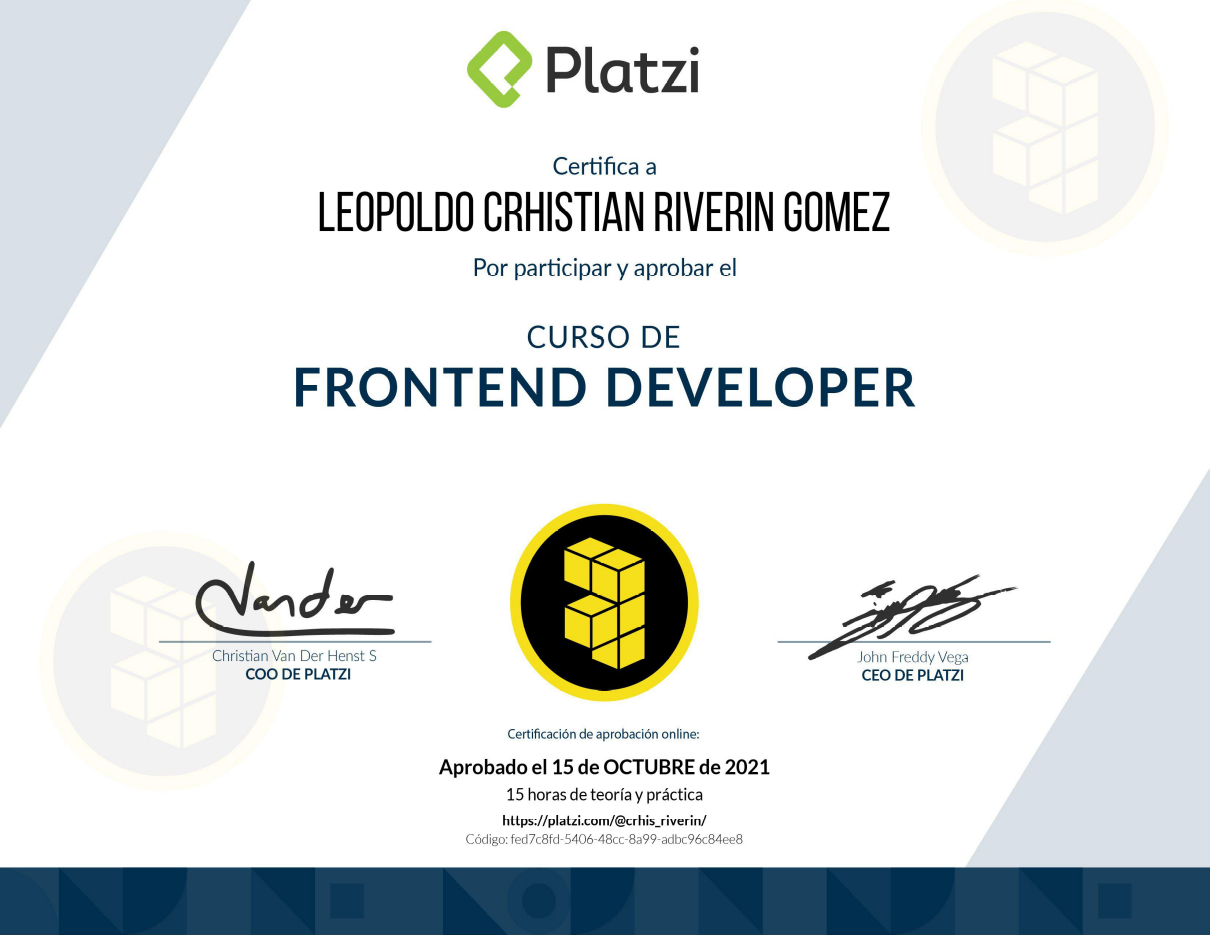 Platzi
Certifica a
LEOPOLDO CRHISTIAN RIVERIN GOMEZ
Por participar y aprobar el
CURSO DE
FRONTEND DEVELOPER
Vander
Christian Van Der Henst S
COO DE PLATZI
John Freddy Vega
CEO DE PLATZI
Certificación de aprobación online:
Aprobado el 15 de OCTUBRE de 2021
15 horas de teoría y práctica
https://platzi.com/@crhis_riverin/
Código: fed7c8fd-5406-48cc-8a99-adbc96c84ee8